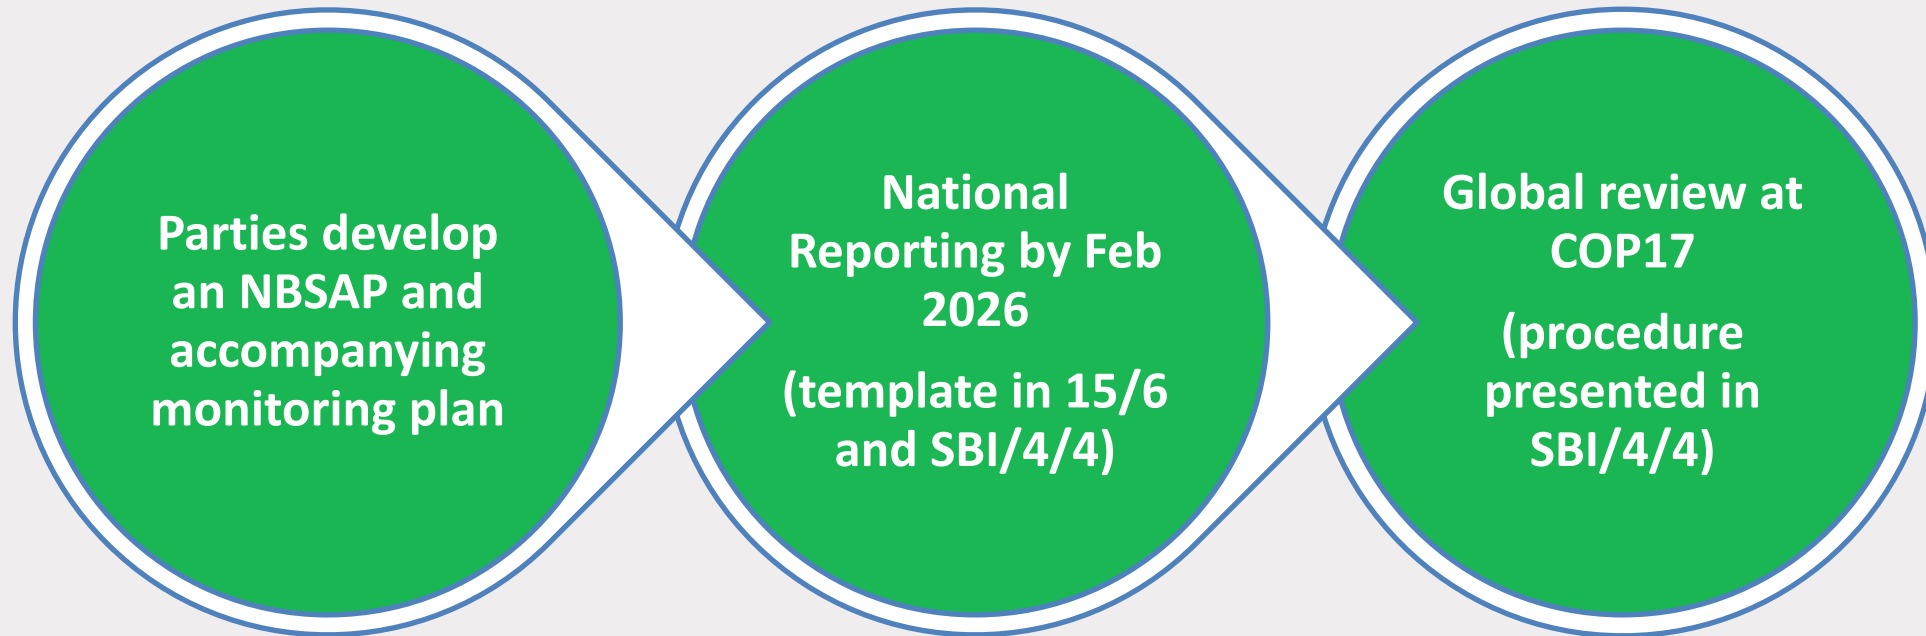 Parties develop
an NBSAP and
accompanying
monitoring plan
National
Reporting by Feb
2026
(template in 15/6
and SBI/4/4)
Global review at
COP17
(procedure
presented in
SBI/4/4)